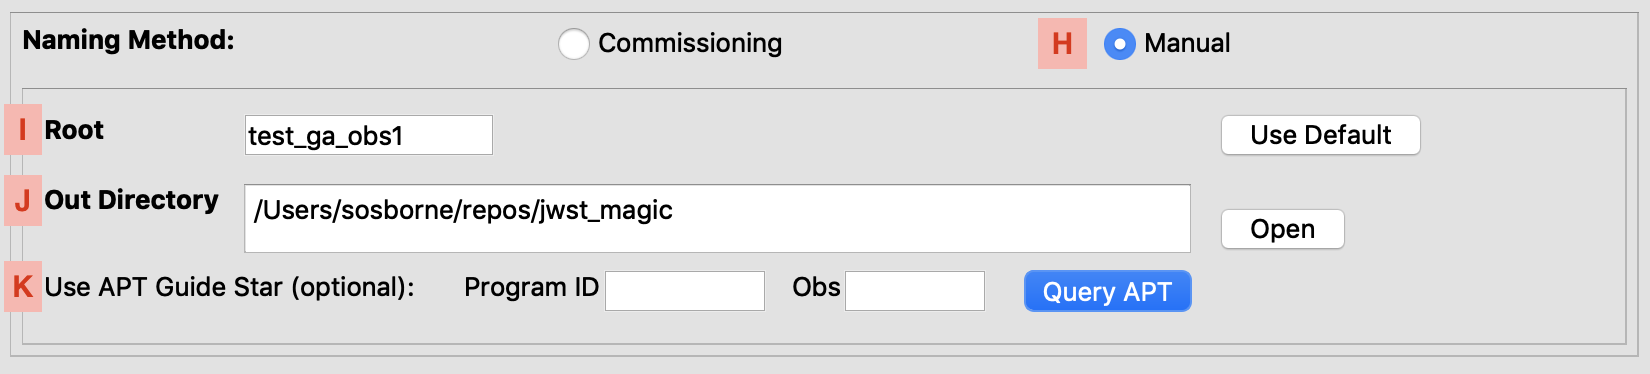 Naming Method: Commissioning H Manual
I Root test_ga_obs1 Use Default
J Out Directory /Users/sosborne/repos/jwst_magic Open
K Use APT Guide Star (optional): Program ID Obs Query APT